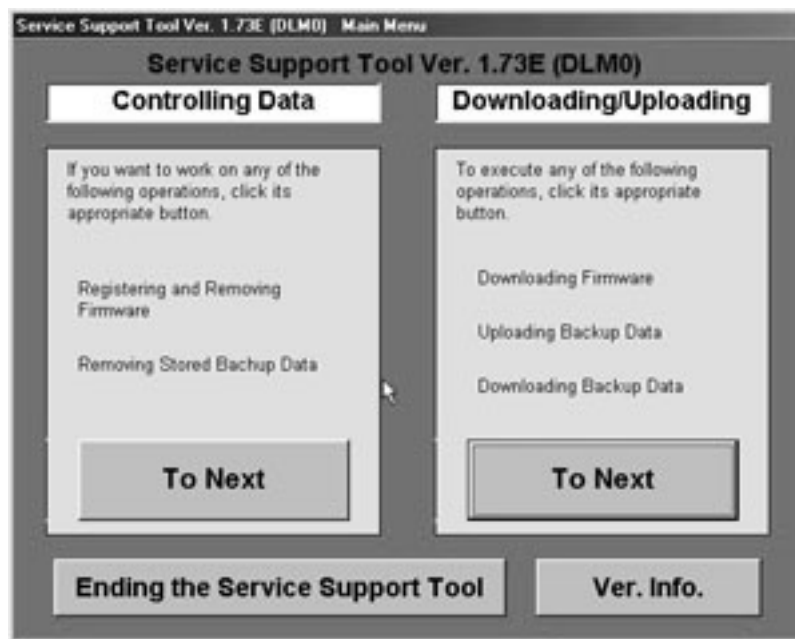 Service Support Tool Ver. 1.73E (DLM0) Main Menu
Service Support Tool Ver. 1.73E (DLM0)
Controlling Data
If you want to work on any of the
following operations, click its
appropriate button.
Registering and Removing
Firmware
Removing Stored Bachup Data
To Next
Downloading/Uploading
To execute any of the following
operations, click its appropriate
button.
Downloading Firmware
Uploading Backup Data
Downloading Backup Data
To Next
Ending the Service Support Tool
Ver. Info.